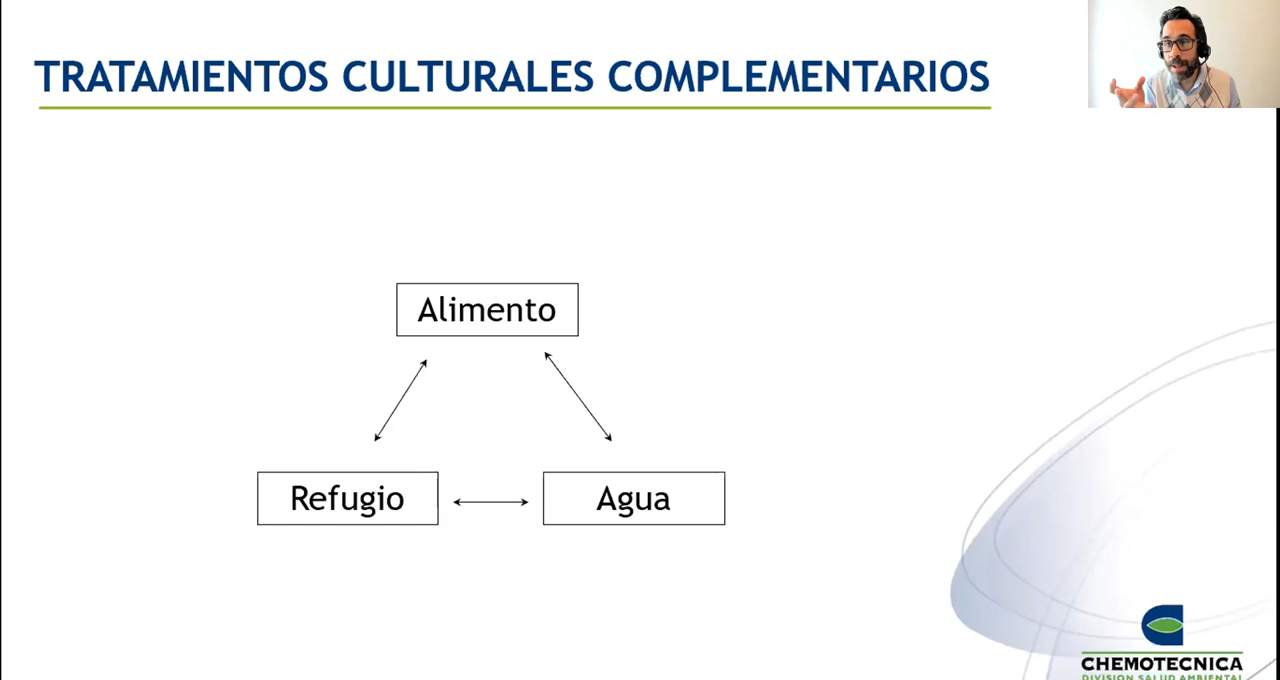 TRATAMIENTOS CULTURALES COMPLEMENTARIOS
Alimento
Refugio
Agua
CHEMOTECNICA
DIVISION SALUD AMBIENTAL